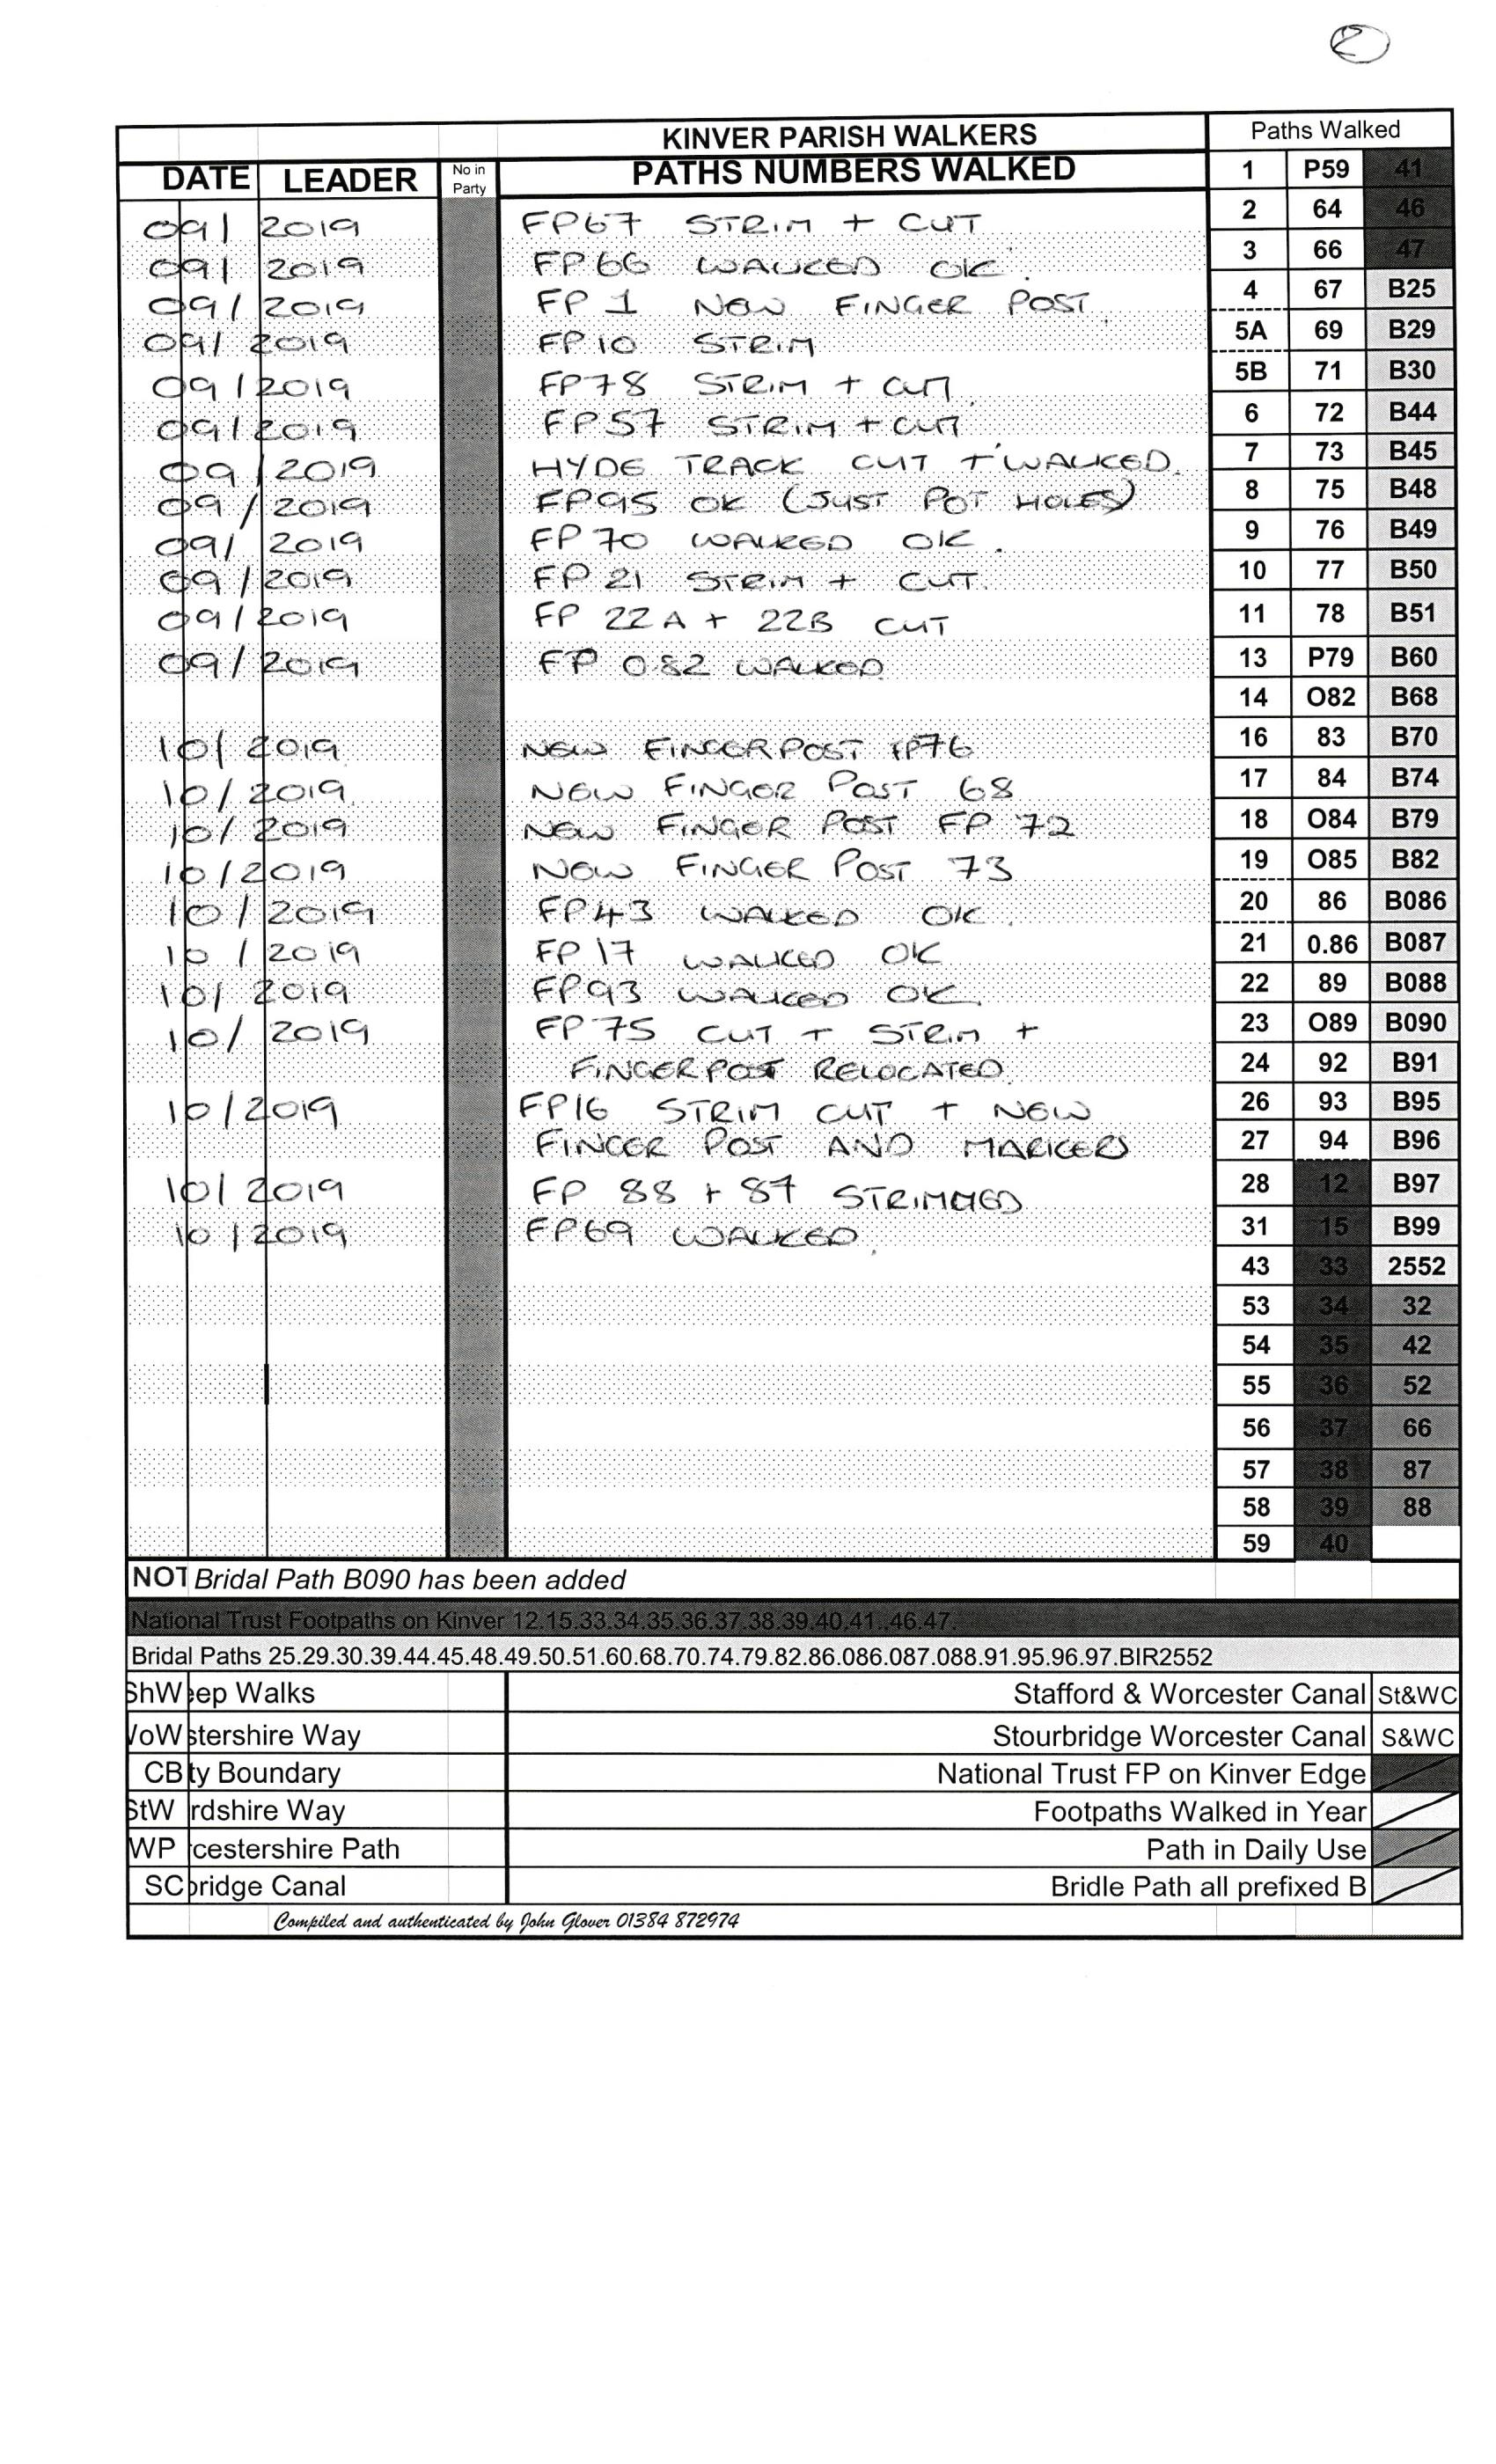 2
KINVER PARISH WALKERS Paths Walked
DATE LEADER No in Party PATHS NUMBERS WALKED 1 P59 41
09/ 2019 FP67 STRIM + CUT 2 64 46
09/ 2019 FP66 WALKED OK. 3 66 47
09/ 2019 FP 1 NEW FINGER POST. 4 67 B25
09/ 2019 FP10 STRIM 5A 69 B29
09/2019 FP78 STRIM + CUT. 5B 71 B30
09/2019 FP57 STRIM + CUT 6 72 B44
09/2019 HYDE TRACK CUT + WALKED. 7 73 B45
09/ 2019 FP95 OK (JUST POT HOLES) 8 75 B48
09/ 2019 FP70 WALKED OK. 9 76 B49
09/2019 FP 21 STRIM + CUT. 10 77 B50
09/2019 FP 22A + 22B CUT 11 78 B51
09/2019 FP 082 WALKED 13 P79 B60
14 O82 B68
10/ 2019 NEW FINGERPOST FP76 16 83 B70
10/2019 NEW FINGER POST 68 17 84 B74
10/ 2019 NEW FINGER POST FP 72 18 O84 B79
10/2019 NEW FINGER POST 73 19 O85 B82
10/2019 FP43 WALKED OK. 20 86 B086
10 / 2019 FP 17 WALKED OK 21 0.86 B087
10/ 2019 FP93 WALKED OK. 22 89 B088
10/ 2019 FP75 CUT + STRIM + 23 O89 B090
FINGERPOST RELOCATED. 24 92 B91
10/2019 FP16 STRIM CUT + NEW 26 93 B95
FINGER POST AND MARKERS 27 94 B96
10/ 2019 FP 88 + 87 STRIMMED 28 12 B97
10/2019 FP69 WALKED. 31 15 B99
43 33 2552
53 34 32
54 35 42
55 36 52
56 37 66
57 38 87
58 39 88
59 40
NOT Bridal Path B090 has been added
National Trust Footpaths on Kinver 12.15.33.34.35.36.37.38.39.40.41..46.47.
Bridal Paths 25.29.30.39.44.45.48.49.50.51.60.68.70.74.79.82.86.086.087.088.91.95.96.97.BIR2552
ShW eep Walks Stafford & Worcester Canal St&WC
WoW stershire Way Stourbridge Worcester Canal S&WC
CB ty Boundary National Trust FP on Kinver Edge
StW rdshire Way Footpaths Walked in Year
WP cestershire Path Path in Daily Use
SC bridge Canal Bridle Path all prefixed B
Compiled and authenticated by John Glover 01384 872974